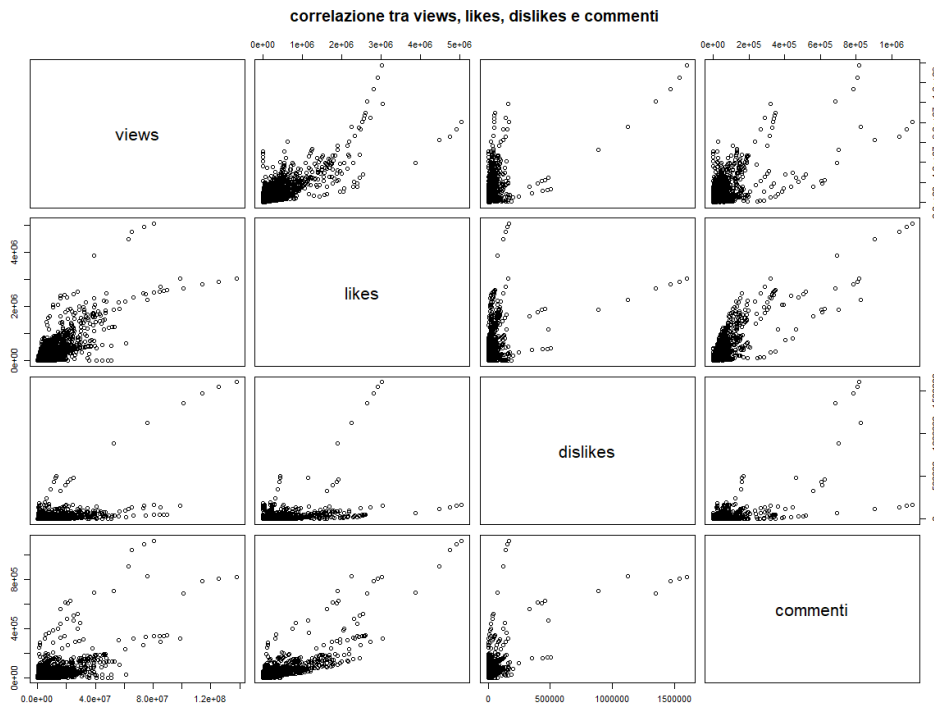 correlazione tra views, likes, dislikes e commenti
0e+00 1e+06 2e+06 3e+06 4e+06 5e+06
0e+00 2e+05 4e+05 6e+05 8e+05 1e+06
views
0e+00 2e+06 4e+06
likes
dislikes
0e+00 4e+05 8e+05
commenti
0.0e+00 4.0e+07 8.0e+07 1.2e+08
0 500000 1000000 1500000